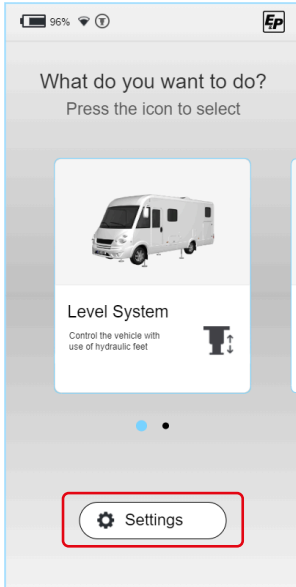 96%
EP
What do you want to do?
Press the icon to select
Level System
Control the vehicle with
use of hydraulic feet
Settings